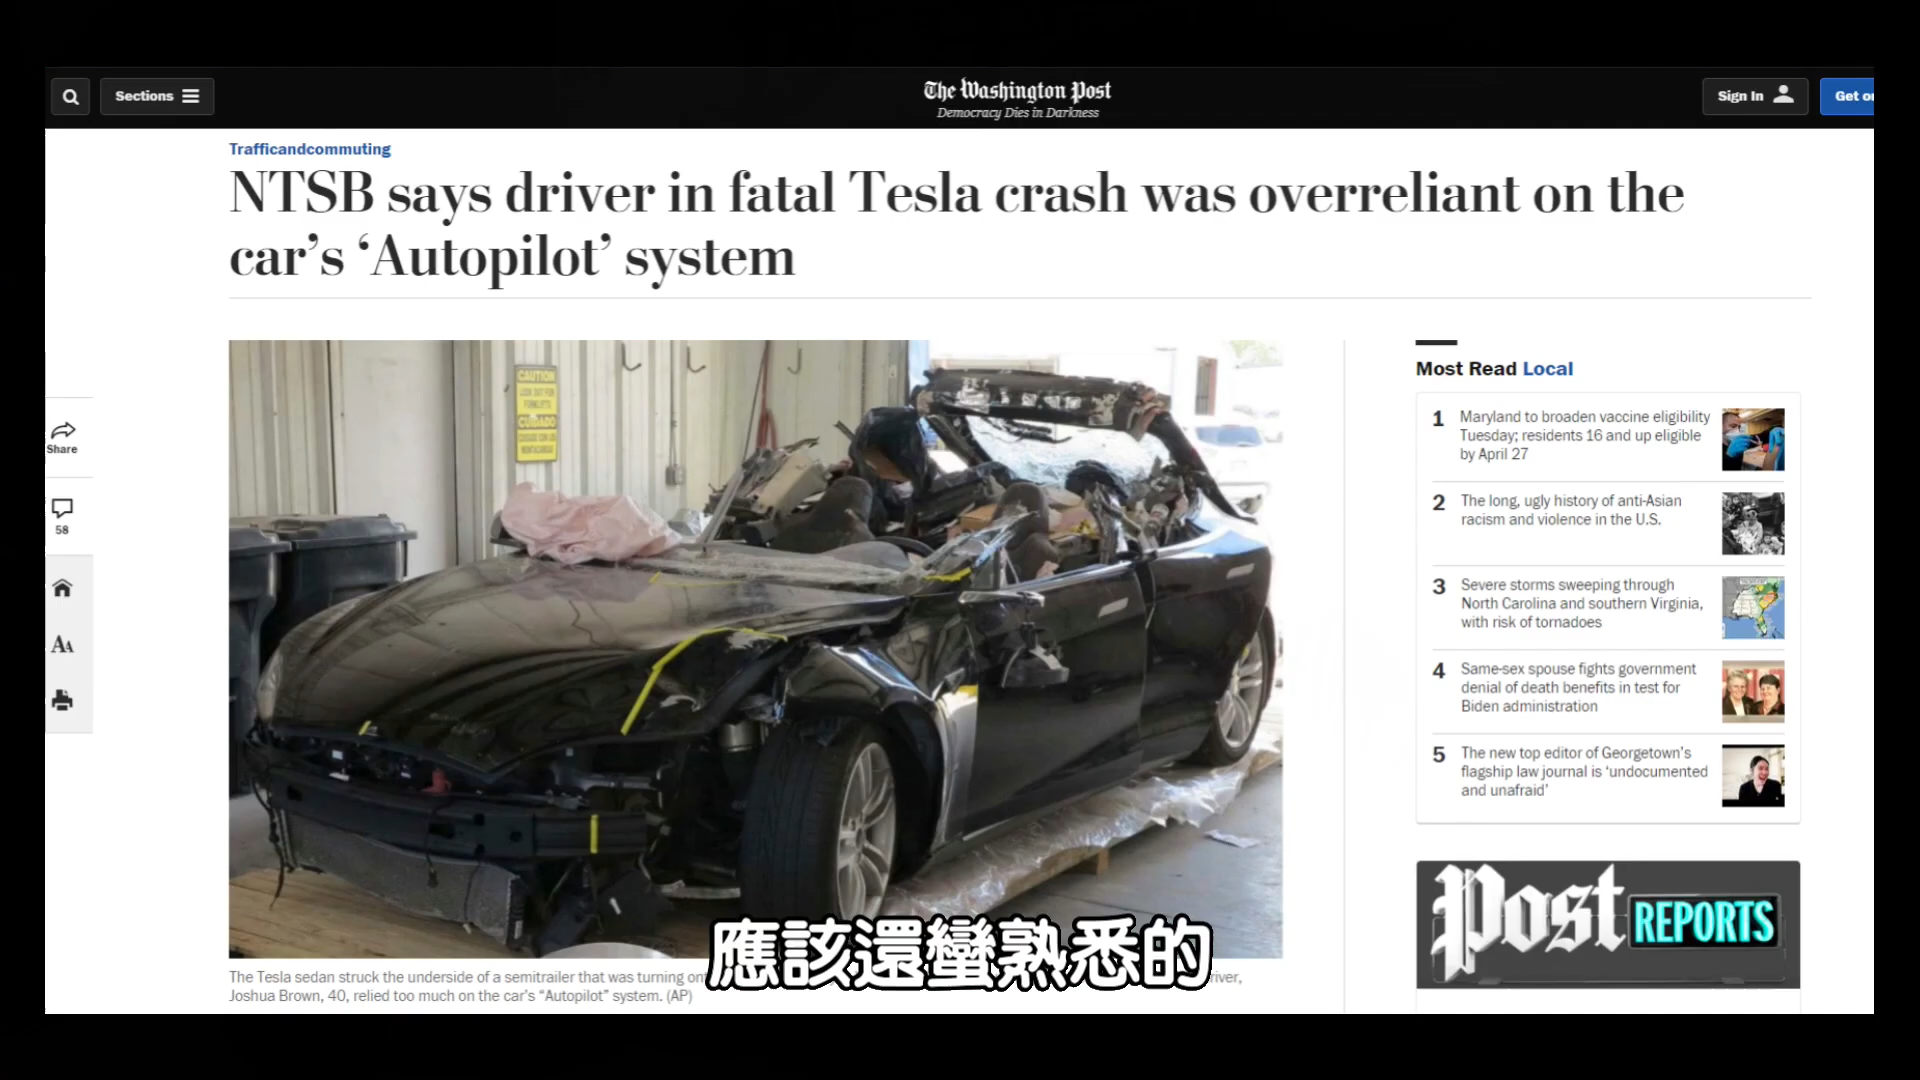 Sections
The Washington Post
Democracy Dies in Darkness
Sign In
Get o
Trafficandcommuting
NTSB says driver in fatal Tesla crash was overreliant on the
car's 'Autopilot' system
CAUTION
CUIDADO
Share
58
AA
The Tesla sedan struck the underside of a semitrailer that was turning on
river,
Joshua Brown, 40, relied too much on the car's “Autopilot” system. (AP)
應該還蠻熟悉的
Most Read Local
1 Maryland to broaden vaccine eligibility
Tuesday; residents 16 and up eligible
by April 27
2 The long, ugly history of anti-Asian
racism and violence in the U.S.
3 Severe storms sweeping through
North Carolina and southern Virginia,
with risk of tornadoes
4 Same-sex spouse fights government
denial of death benefits in test for
Biden administration
5 The new top editor of Georgetown's
flagship law journal is 'undocumented
and unafraid'
Post REPORTS